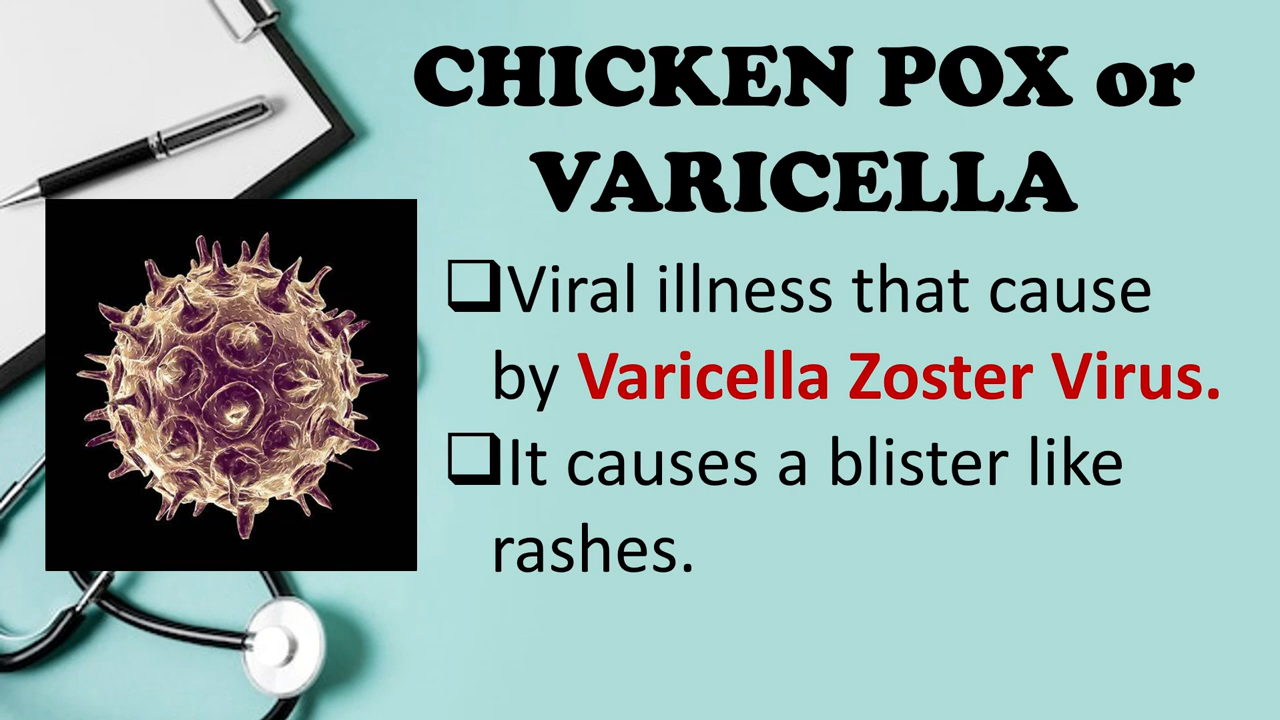 CHICKEN POX or
VARICELLA
❑Viral illness that cause
by Varicella Zoster Virus.
❑It causes a blister like
rashes.